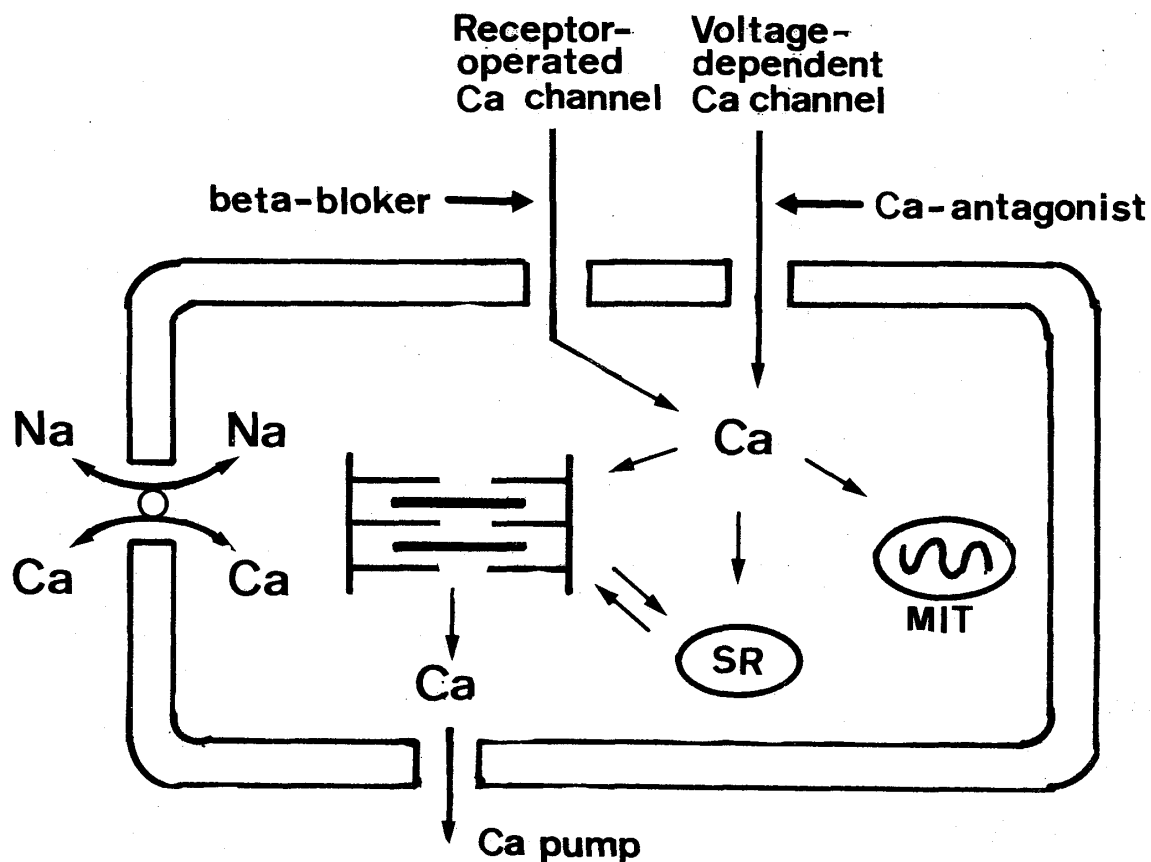 Receptor-
operated
Ca channel
Voltage-
dependent
Ca channel
beta-bloker
Ca-antagonist
Na
Na
Ca
Ca
Ca
MIT
SR
Ca
Ca pump